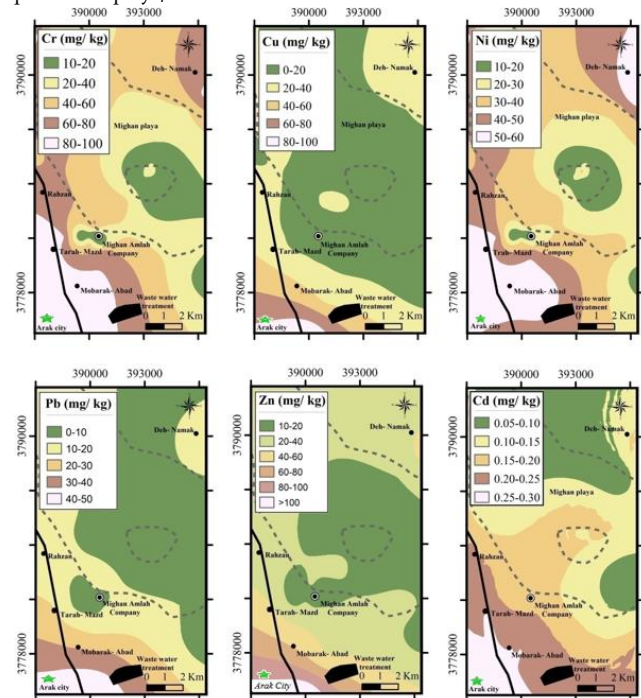 390000 393000
3790000
3778000
Cr (mg/ kg)
10-20
20-40
40-60
60-80
80-100
Deh- Namak
Mighan playa
Rahzan
Tarah- Mazd
Mighan Amlah
Company
Mobarak- Abad
Waste water
treatment
0 1 2 Km
Arak city
390000 393000
3790000
3778000
Cu (mg/ kg)
0-20
20-40
40-60
60-80
80-100
Deh- Namak
Mighan playa
Rahzan
Tarah- Mazd
Mighan Amlah
Company
Mobarak- Abad
Waste water
treatment
0 1 2 Km
Arak city
390000 393000
3790000
3778000
Ni (mg/ kg)
10-20
20-30
30-40
40-50
50-60
Deh- Namak
Mighan playa
Rahzan
Tarah- Mazd
Mighan Amlah
Company
Mobarak- Abad
Waste water
treatment
0 1 2 Km
Arak city
390000 393000
3790000
3778000
Pb (mg/ kg)
0-10
10-20
20-30
30-40
40-50
Deh- Namak
Mighan playa
Rahzan
Tarah- Mazd
Mighan Amlah
Company
Mobarak- Abad
Waste water
treatment
0 1 2 Km
Arak city
390000 393000
3790000
3778000
Zn (mg/ kg)
10-20
20-40
40-60
60-80
80-100
>100
Deh- Namak
Mighan playa
Rahzan
Tarah- Mazd
Mighan Amlah
Company
Mobarak- Abad
Waste water
treatment
0 1 2 Km
Arak City
390000 393000
3790000
3778000
Cd (mg/ kg)
0.05-0.10
0.10-0.15
0.15-0.20
0.20-0.25
0.25-0.30
Deh- Namak
Mighan playa
Rahzan
Tarah- Mazd
Mighan Amlah
Company
Mobarak- Abad
Waste water
treatment
0 1 2 Km
Arak city